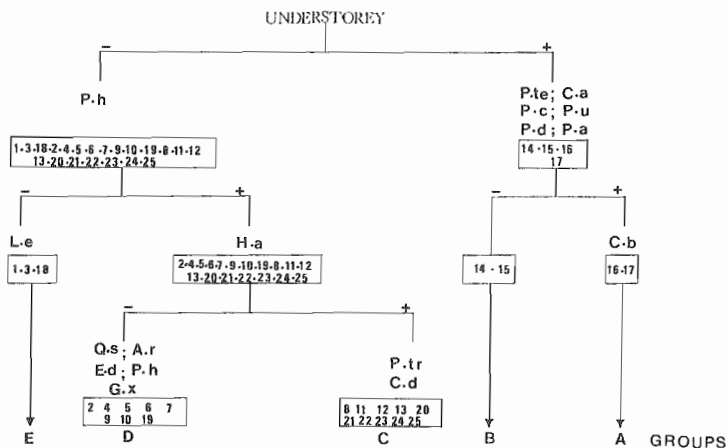 UNDERSTOREY
- +
P.h
P.te; C.a
P.c; P.u
P.d; P.a
1·3·18·2·4·5·6·7·9·10·19·8·11·12
13·20·21·22·23·24·25
14·15·16
17
- +
- +
L.e
H.a
C.b
1·3·18
2·4·5·6·7·9·10·19·8·11·12
13·20·21·22·23·24·25
14·15
16·17
- +
Q.s; A.r
E.d; P.h
G.x
P.tr
C.d
2 4 5 6 7
9 10 19
8 11 12 13 20
21 22 23 24 25
E D C B A GROUPS